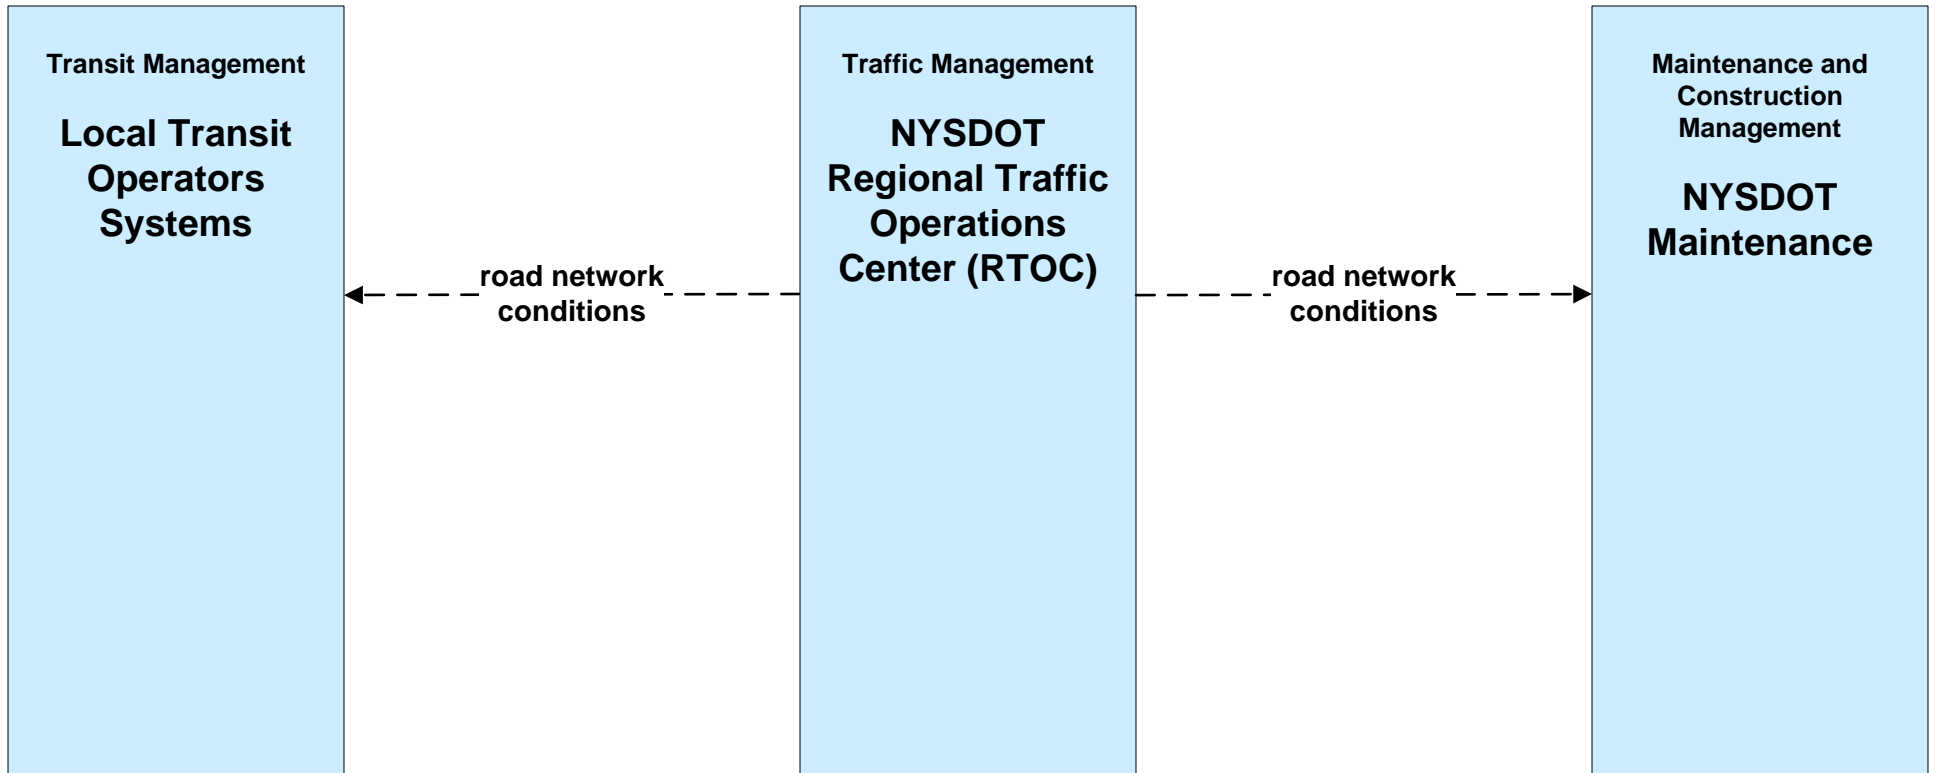 Transit Management
Local Transit
Operators
Systems
road network
conditions
Traffic Management
NYSDOT
Regional Traffic
Operations
Center (RTOC)
road network
conditions
Maintenance and
Construction
Management
NYSDOT
Maintenance